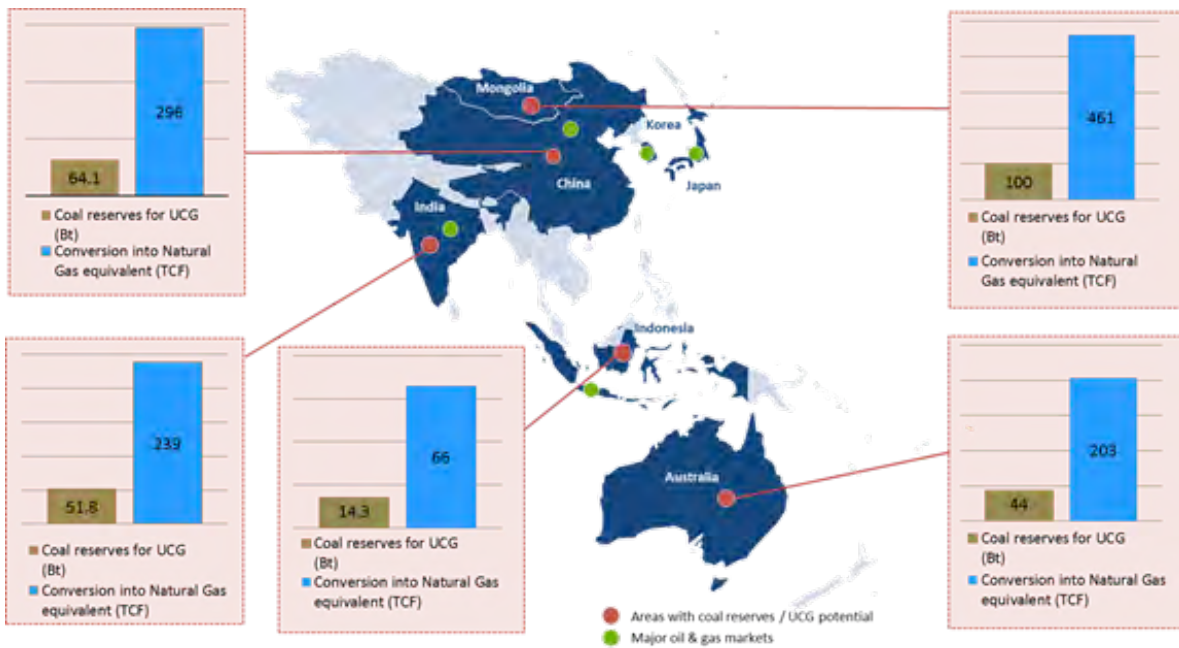 296
64.1
Coal reserves for UCG
(Bt)
Conversion into Natural
Gas equivalent (TCF)
461
100
Coal reserves for UCG
(Bt)
Conversion into Natural
Gas equivalent (TCF)
Mongolia
Korea
China
Japan
India
Indonesia
Australia
239
51.8
Coal reserves for UCG
(Bt)
Conversion into Natural Gas
equivalent (TCF)
66
14.3
Coal reserves for UCG
(Bt)
Conversion into Natural Gas
equivalent (TCF)
203
44
Coal reserves for UCG
(Bt)
Conversion into Natural
Gas equivalent (TCF)
Areas with coal reserves / UCG potential
Major oil & gas markets